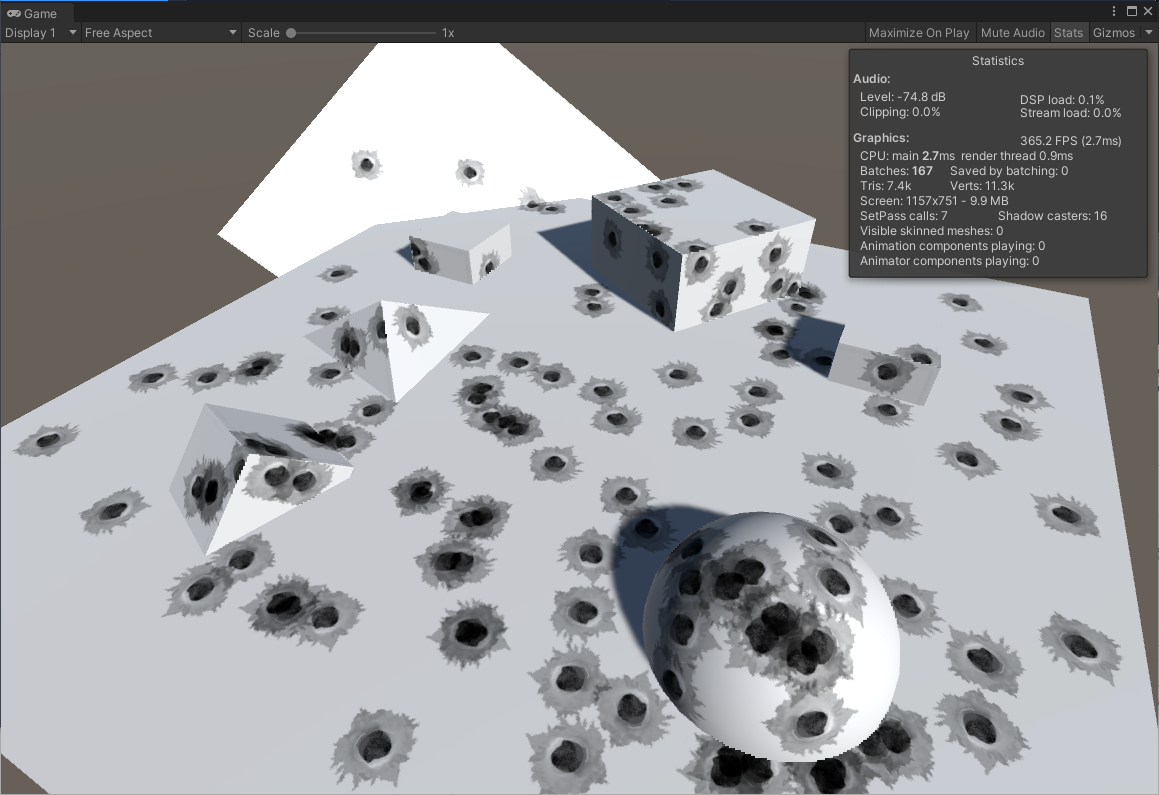 Game
Display 1 Free Aspect Scale 1x Maximize On Play Mute Audio Stats Gizmos
Statistics
Audio:
Level: -74.8 dB DSP load: 0.1%
Clipping: 0.0% Stream load: 0.0%
Graphics: 365.2 FPS (2.7ms)
CPU: main 2.7ms render thread 0.9ms
Batches: 167 Saved by batching: 0
Tris: 7.4k Verts: 11.3k
Screen: 1157x751 - 9.9 MB
SetPass calls: 7 Shadow casters: 16
Visible skinned meshes: 0
Animation components playing: 0
Animator components playing: 0